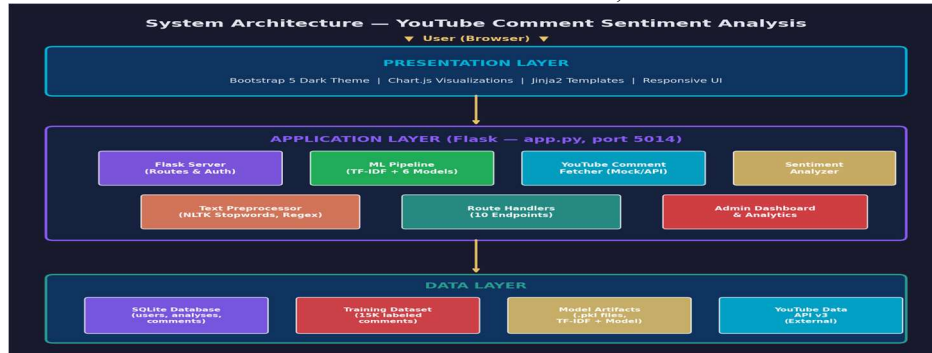 System Architecture — YouTube Comment Sentiment Analysis
▼ User (Browser) ▼
PRESENTATION LAYER
Bootstrap 5 Dark Theme | Chart.js Visualizations | Jinja2 Templates | Responsive UI
APPLICATION LAYER (Flask — app.py, port 5014)
Flask Server
(Routes & Auth)
ML Pipeline
(TF-IDF + 6 Models)
YouTube Comment
Fetcher (Mock/API)
Sentiment
Analyzer
Text Preprocessor
(NLTK Stopwords, Regex)
Route Handlers
(10 Endpoints)
Admin Dashboard
& Analytics
DATA LAYER
SQLite Database
(users, analyses,
comments)
Training Dataset
(15K labeled
comments)
Model Artifacts
(.pkl files,
TF-IDF + Model)
YouTube Data
API v3
(External)